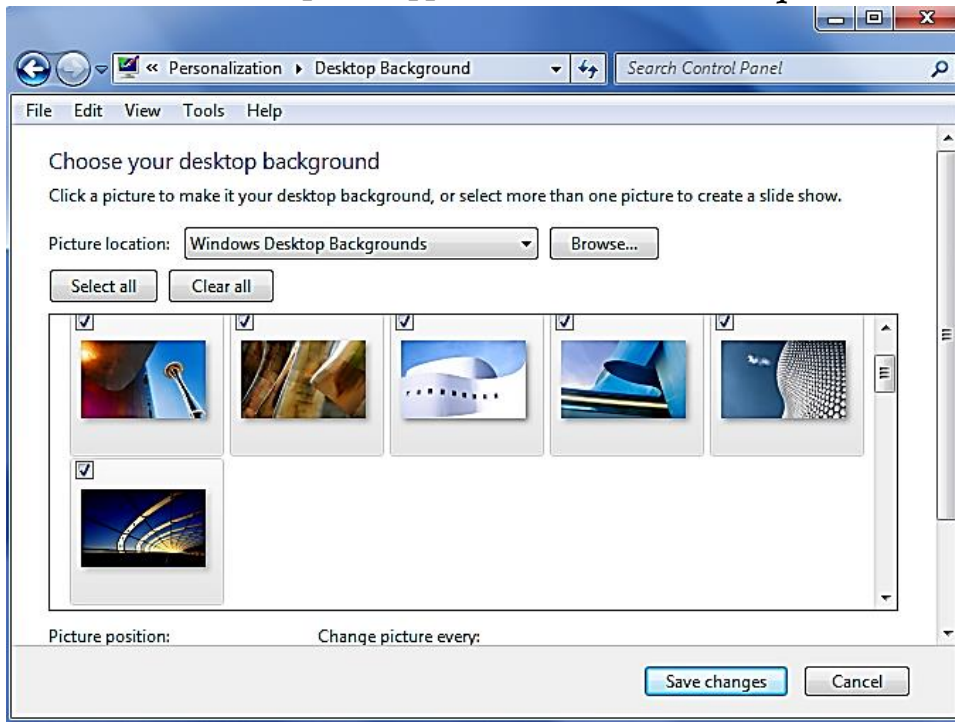 « Personalization ▸ Desktop Background
Search Control Panel
File Edit View Tools Help
Choose your desktop background
Click a picture to make it your desktop background, or select more than one picture to create a slide show.
Picture location: Windows Desktop Backgrounds Browse...
Select all Clear all
Picture position: Change picture every:
Save changes Cancel